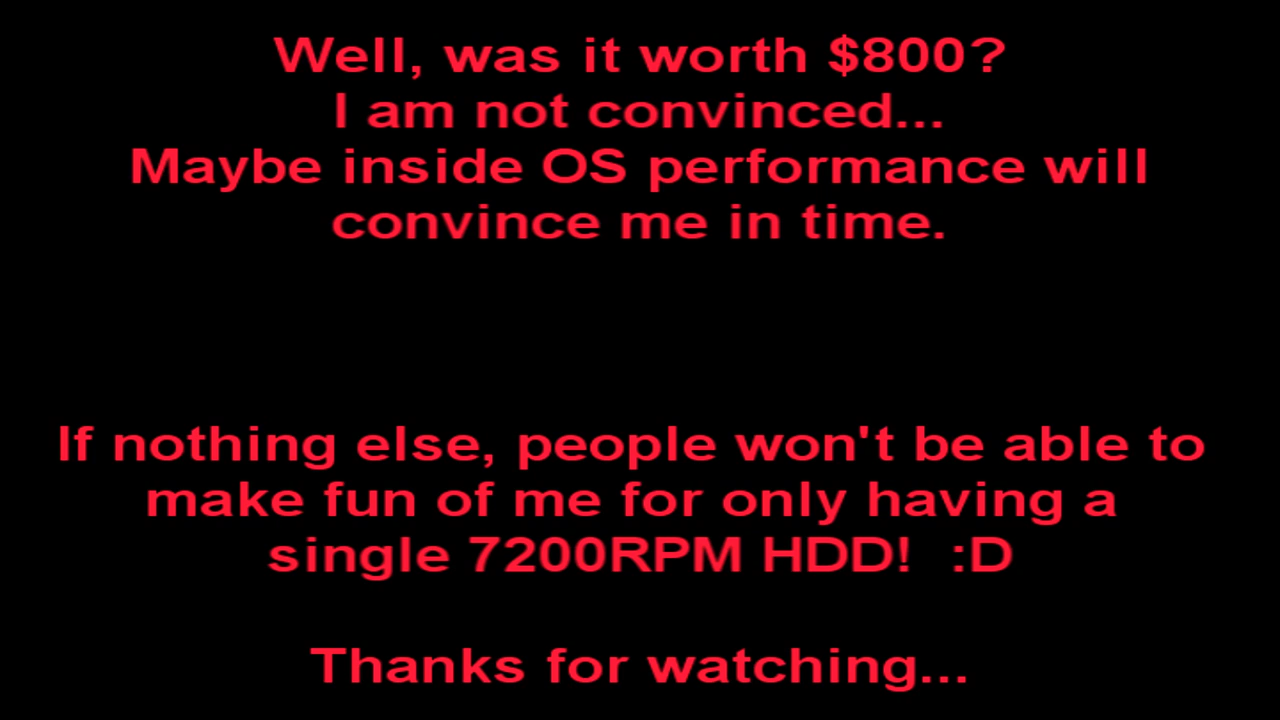 Well, was it worth $800?
I am not convinced...
Maybe inside OS performance will
convince me in time.
If nothing else, people won't be able to
make fun of me for only having a
single 7200RPM HDD!  :D
Thanks for watching...